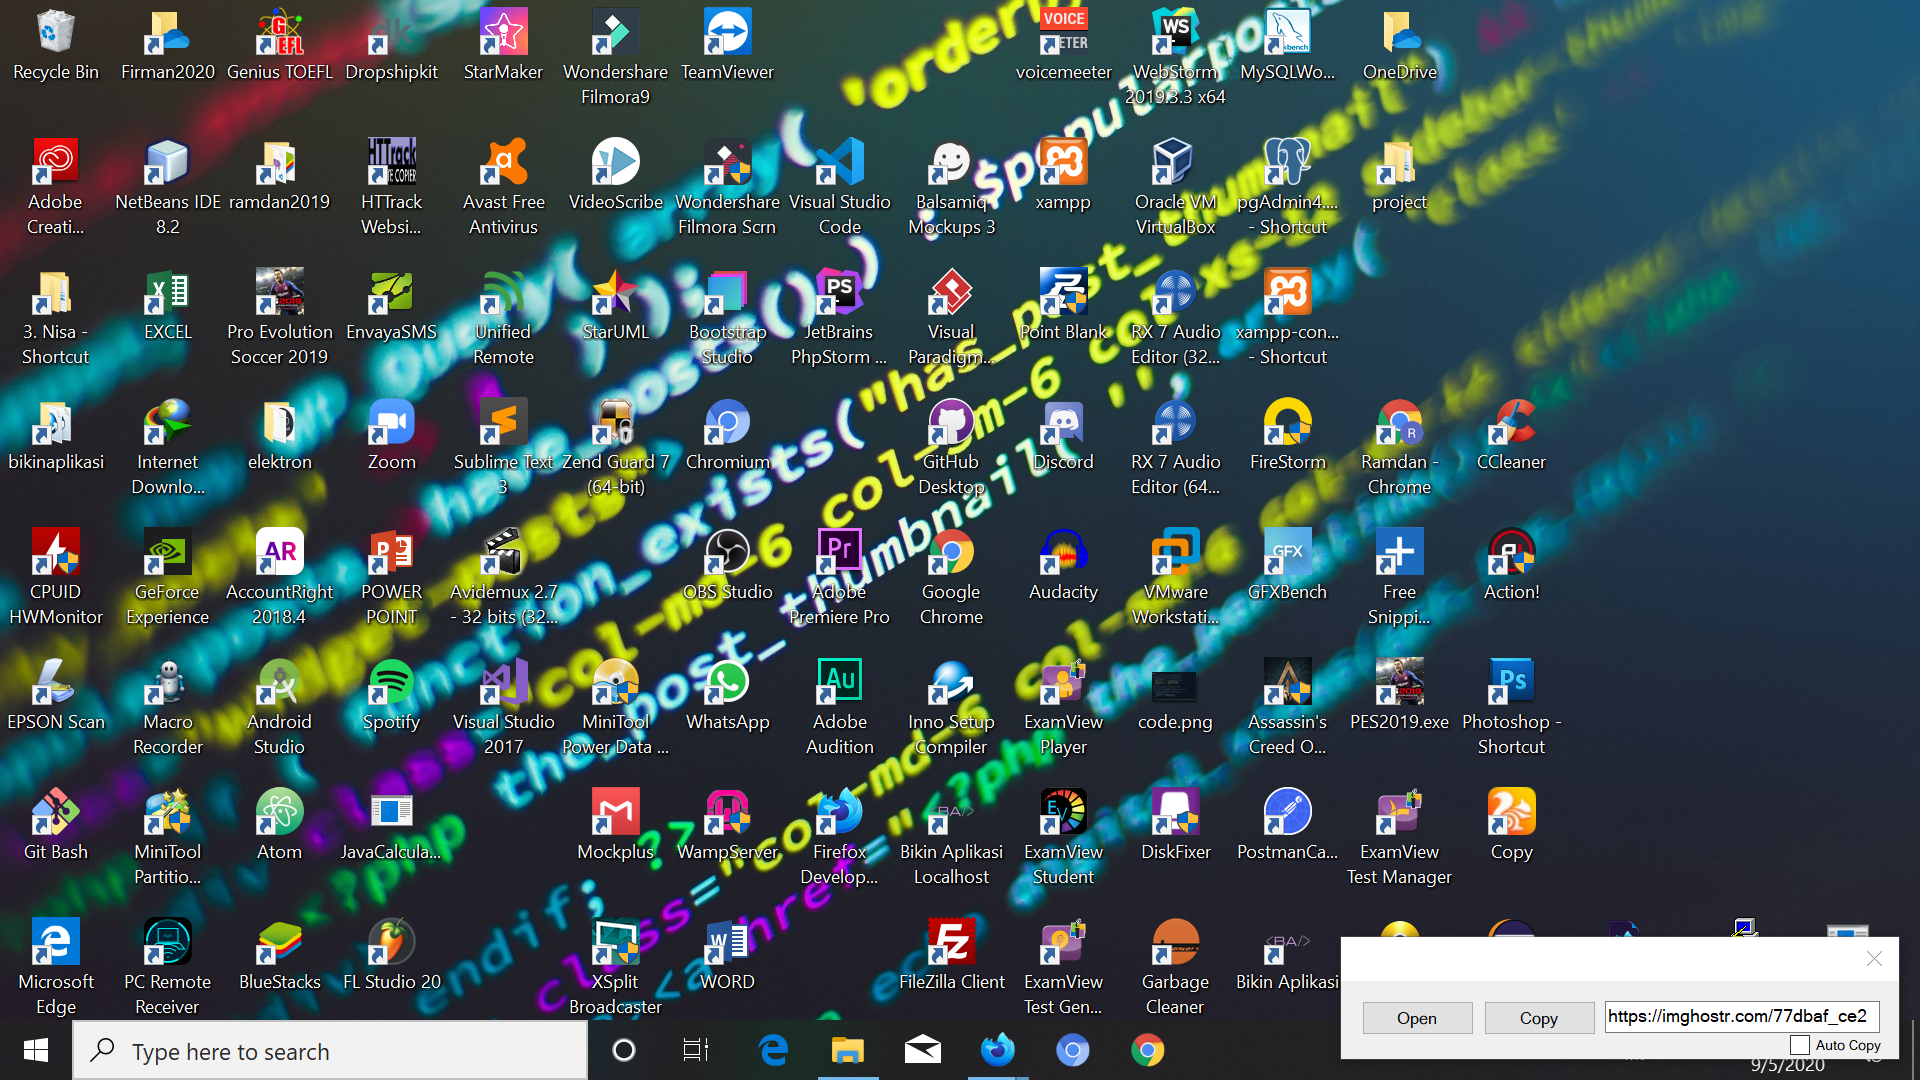 Recycle Bin
Firman2020
Genius TOEFL
Dropshipkit
StarMaker
Wondershare
Filmora9
TeamViewer
voicemeeter
WebStorm
2019.3.3 x64
MySQLWo...
OneDrive
Adobe
Creati...
NetBeans IDE
8.2
ramdan2019
HTTrack
Websi...
Avast Free
Antivirus
VideoScribe
Wondershare
Filmora Scrn
Visual Studio
Code
Balsamiq
Mockups 3
xampp
Oracle VM
VirtualBox
pgAdmin4....
- Shortcut
project
3. Nisa -
Shortcut
EXCEL
Pro Evolution
Soccer 2019
EnvayaSMS
Unified
Remote
StarUML
Bootstrap
Studio
JetBrains
PhpStorm ...
Visual
Paradigm...
Point Blank
RX 7 Audio
Editor (32...
xampp-con...
- Shortcut
bikinaplikasi
Internet
Downlo...
elektron
Zoom
Sublime Text
3
Zend Guard 7
(64-bit)
Chromium
GitHub
Desktop
Discord
RX 7 Audio
Editor (64...
FireStorm
Ramdan -
Chrome
CCleaner
CPUID
HWMonitor
GeForce
Experience
AccountRight
2018.4
POWER
POINT
Avidemux 2.7
- 32 bits (32...
OBS Studio
Adobe
Premiere Pro
Google
Chrome
Audacity
VMware
Workstati...
GFXBench
Free
Snippi...
Action!
EPSON Scan
Macro
Recorder
Android
Studio
Spotify
Visual Studio
2017
MiniTool
Power Data ...
WhatsApp
Adobe
Audition
Inno Setup
Compiler
ExamView
Player
code.png
Assassin's
Creed O...
PES2019.exe
Photoshop -
Shortcut
Git Bash
MiniTool
Partitio...
Atom
JavaCalcula...
Mockplus
WampServer
Firefox
Develop...
Bikin Aplikasi
Localhost
ExamView
Student
DiskFixer
PostmanCa...
ExamView
Test Manager
Copy
Microsoft
Edge
PC Remote
Receiver
BlueStacks
FL Studio 20
XSplit
Broadcaster
WORD
FileZilla Client
ExamView
Test Gen...
Garbage
Cleaner
Bikin Aplikasi
Open
Copy
https://imghostr.com/77dbaf_ce2
Auto Copy
Type here to search
9/5/2020